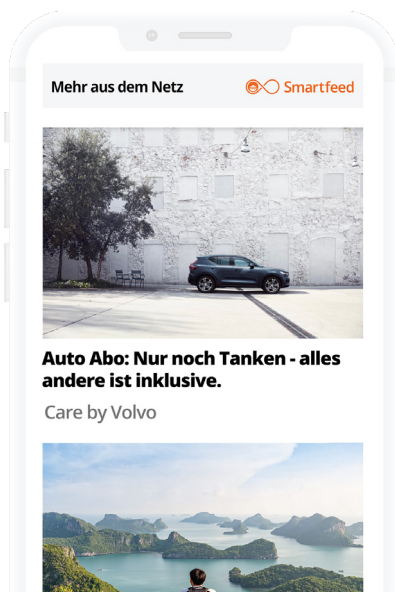 Mehr aus dem Netz
Smartfeed
Auto Abo: Nur noch Tanken - alles
andere ist inklusive.
Care by Volvo